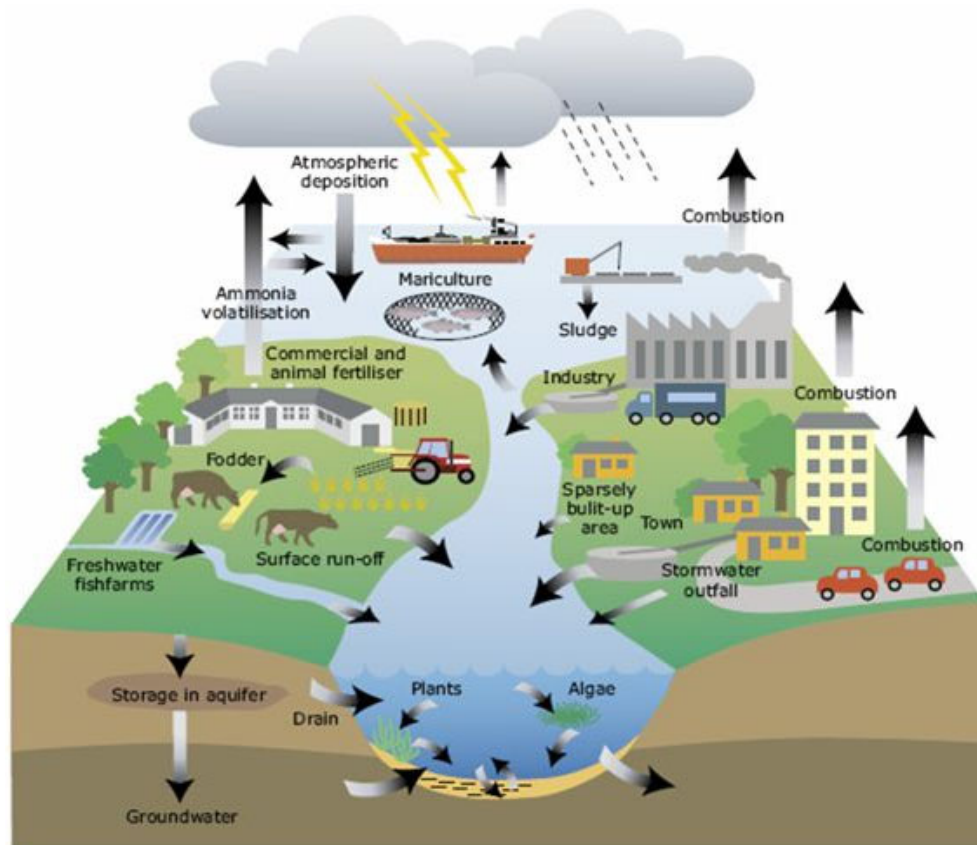 Atmospheric
deposition
Combustion
Mariculture
Ammonia
volatilisation
Sludge
Commercial and
animal fertiliser
Industry
Combustion
Fodder
Sparsely
bulit-up
area
Town
Surface run-off
Combustion
Freshwater
fishfarms
Stormwater
outfall
Plants
Algae
Storage in aquifer
Drain
Groundwater